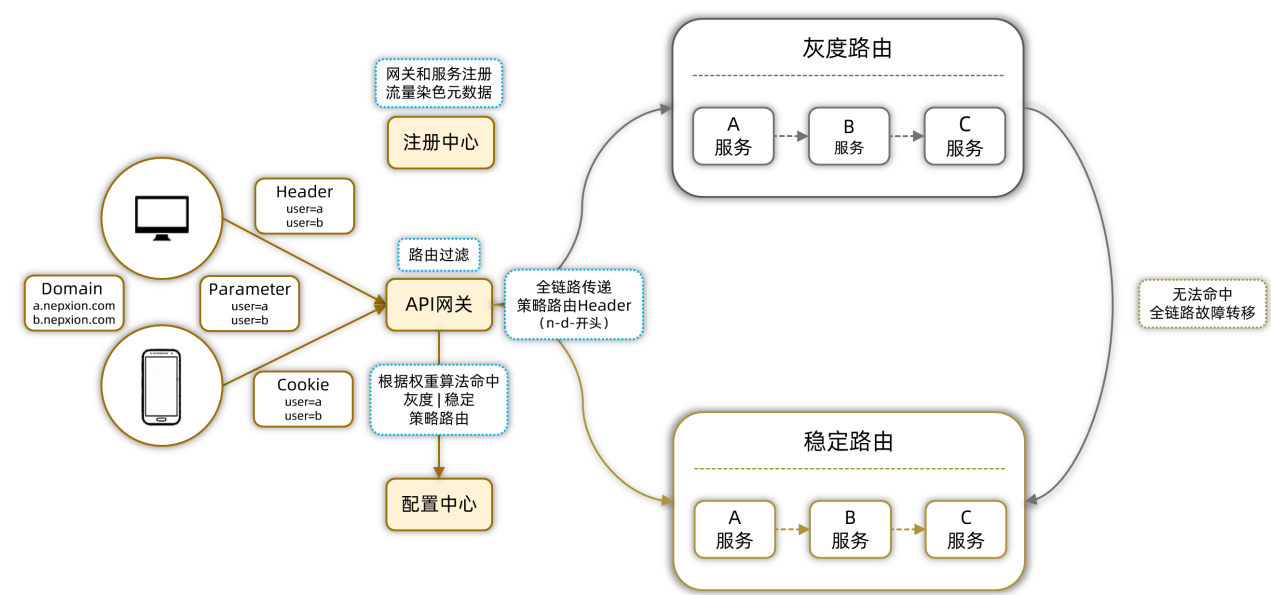 网关和服务注册
流量染色元数据
注册中心
Header
user=a
user=b
Domain
a.nepxion.com
b.nepxion.com
Parameter
user=a
user=b
Cookie
user=a
user=b
路由过滤
API网关
根据权重算法命中
灰度|稳定
策略路由
配置中心
全链路传递
策略路由Header
(n-d-开头)
灰度路由
A
服务
B
服务
C
服务
稳定路由
A
服务
B
服务
C
服务
无法命中
全链路故障转移